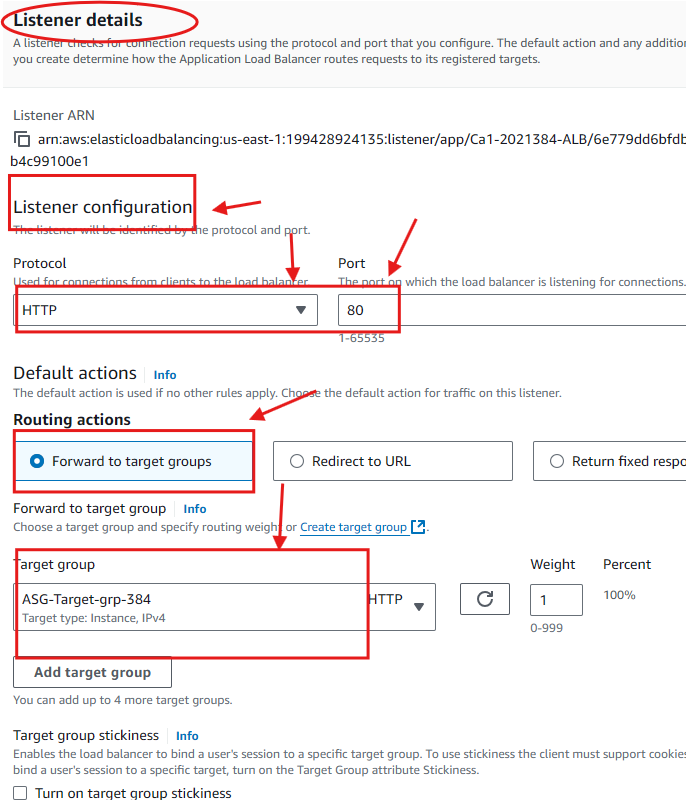 Listener details
A listener checks for connection requests using the protocol and port that you configure. The default action and any
you create determine how the Application Load Balancer routes requests to its registered targets.
Listener ARN
arn:aws:elasticloadbalancing:us-east-1:199428924135:listener/app/Ca1-2021384-ALB/6e779dd6bfdb
b4c99100e1
Listener configuration
The listener will be identified by the protocol and port.
Protocol
Used for connections from clients to the load balancer.
Port
The port on which the load balancer is listening for connections.
HTTP
80
1-65535
Default actions Info
The default action is used if no other rules apply. Choose the default action for traffic on this listener.
Routing actions
Forward to target groups
Redirect to URL
Return fixed
Forward to target group Info
Choose a target group and specify routing weight or Create target group .
Target group
Weight
Percent
ASG-Target-grp-384
Target type: Instance, IPv4
HTTP
1
100%
0-999
Add target group
You can add up to 4 more target groups.
Target group stickiness Info
Enables the load balancer to bind a user's session to a specific target group. To use stickiness the client must support cookies
bind a user's session to a specific target, turn on the Target Group attribute Stickiness.
Turn on target group stickiness